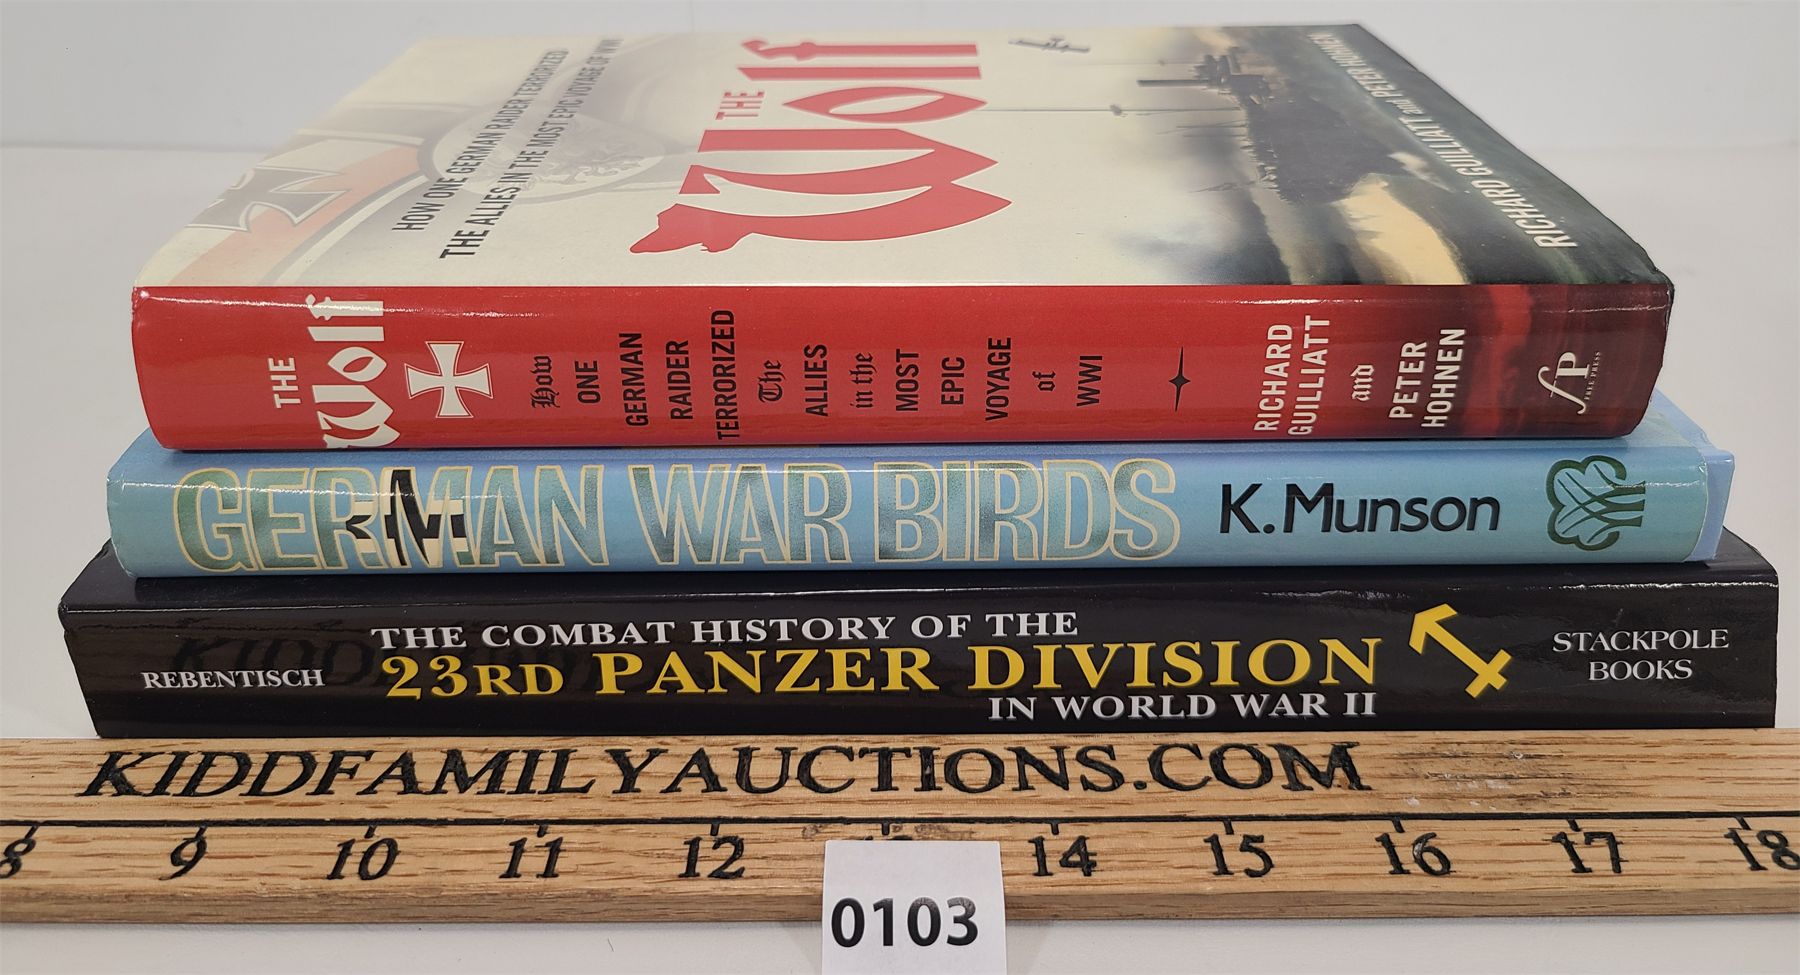 HOW ONE GERMAN RAIDER TERRORIZED
THE ALLIES IN THE MOST EPIC VOYAGE OF WWI
THE
Wolf
RICHARD GUILLIATT and PETER HOHNEN
THE
Wolf
How
ONE
GERMAN
RAIDER
TERRORIZED
The
ALLIES
in the
MOST
EPIC
VOYAGE
of
WWI
RICHARD
GUILLIATT
and
PETER
HOHNEN
fP
FREE PRESS
GERMAN WAR BIRDS K. Munson
REBENTISCH
THE COMBAT HISTORY OF THE
23RD PANZER DIVISION
IN WORLD WAR II
STACKPOLE
BOOKS
KIDDFAMILYAUCTIONS.COM
8 9 10 11 12 14 15 16 17 18
0103